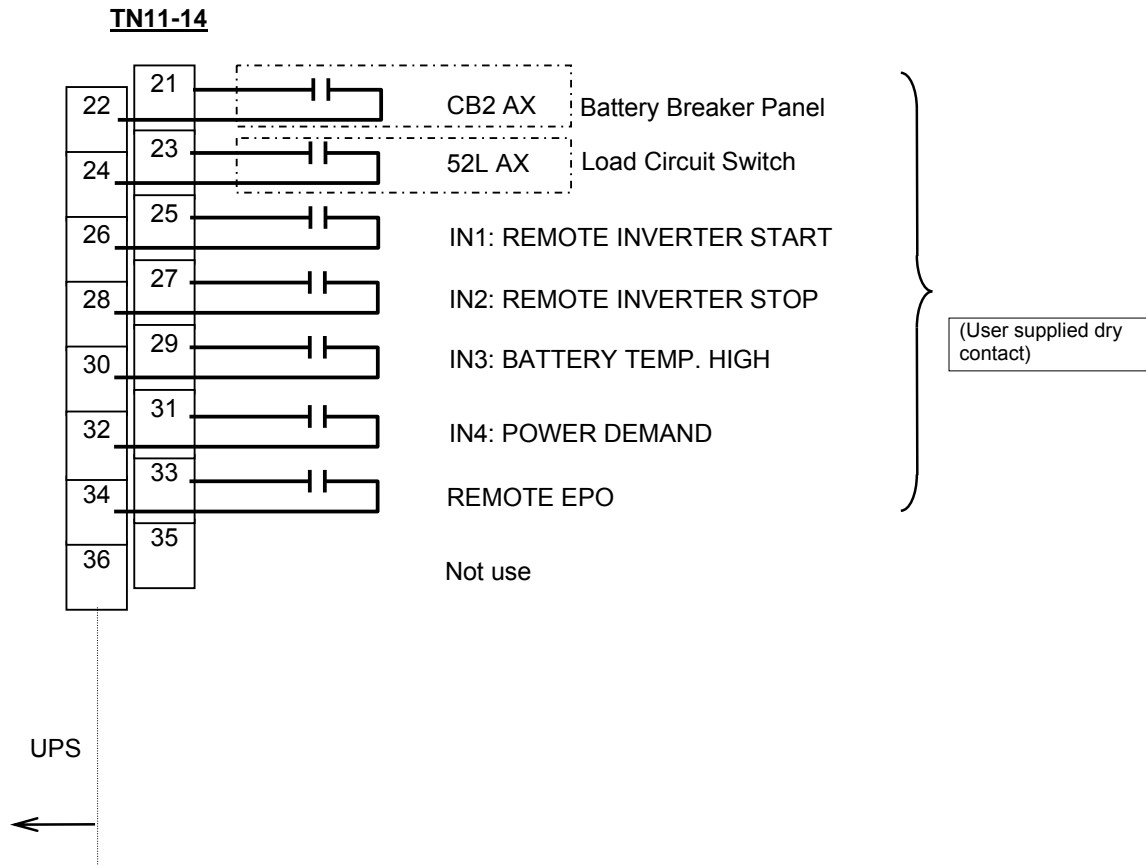 TN11-14
21
22
CB2 AX
Battery Breaker Panel
23
24
52L AX
Load Circuit Switch
25
26
IN1: REMOTE INVERTER START
27
28
IN2: REMOTE INVERTER STOP
29
30
IN3: BATTERY TEMP. HIGH
31
32
IN4: POWER DEMAND
33
34
REMOTE EPO
35
36
Not use
(User supplied dry
contact)
UPS